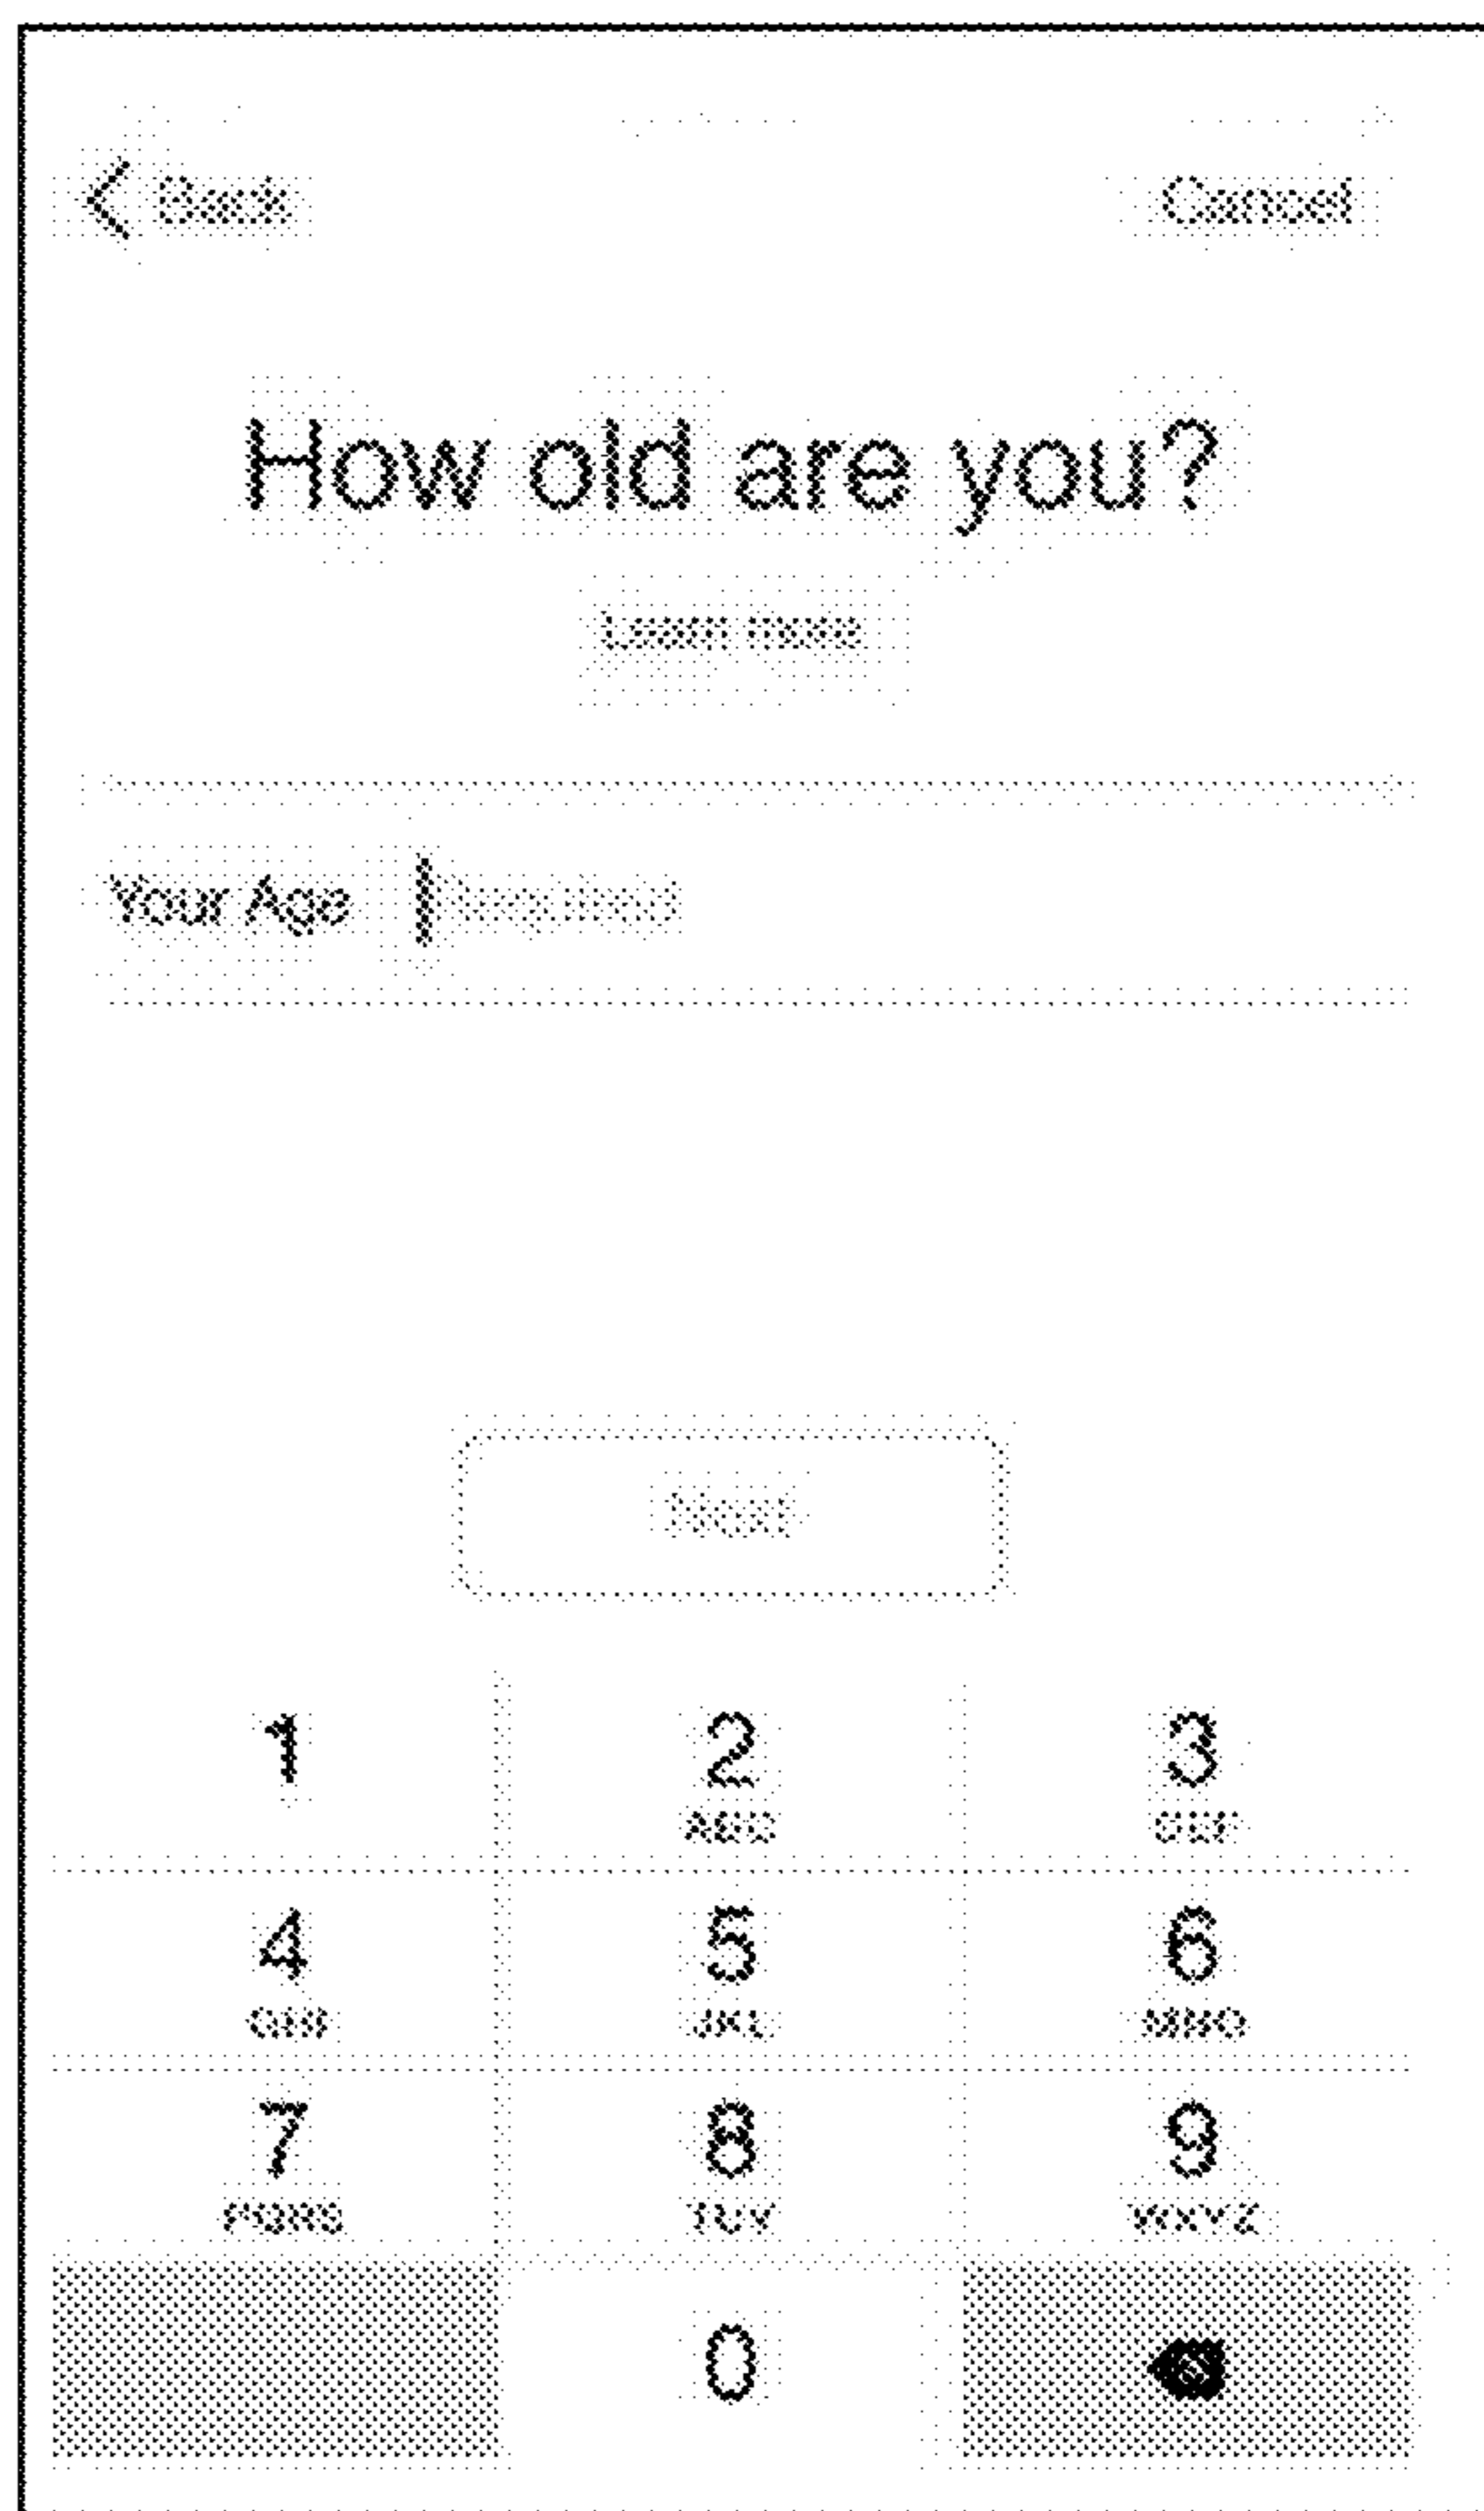 Back Cancel
How old are you?
Learn more
Your Age Required
Next
1 2 3
ABC DEF
4 5 6
GHI JKL MNO
7 8 9
PQRS TUV WXYZ
0